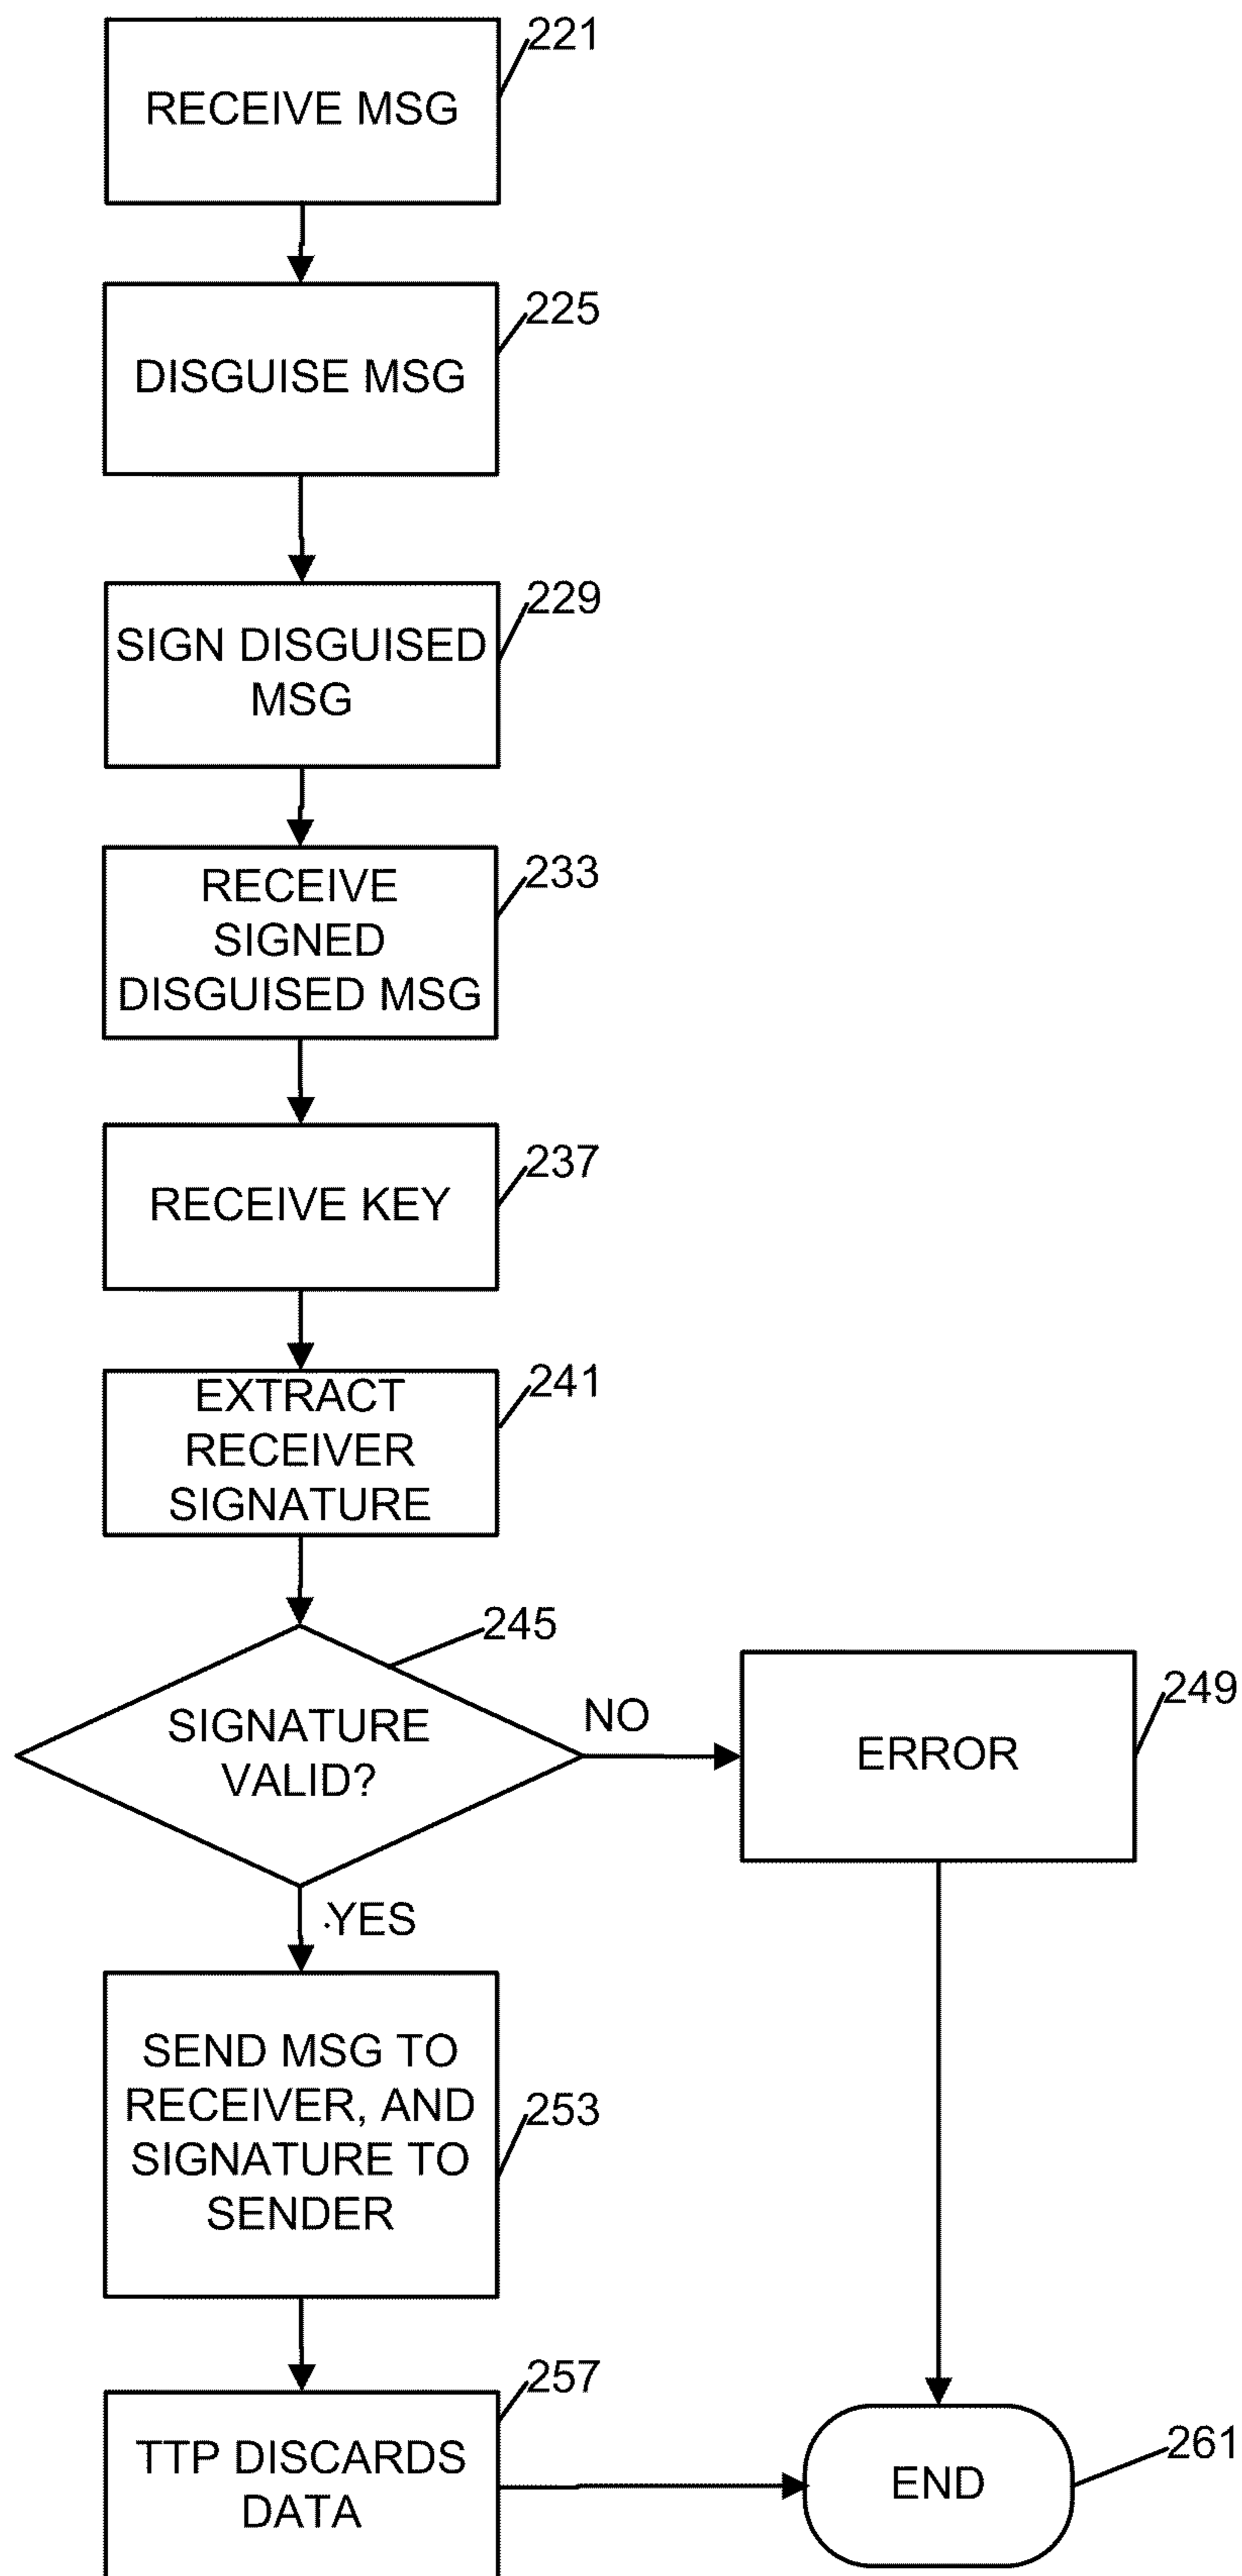 221
RECEIVE MSG
225
DISGUISE MSG
229
SIGN DISGUISED
MSG
233
RECEIVE
SIGNED
DISGUISED MSG
237
RECEIVE KEY
241
EXTRACT
RECEIVER
SIGNATURE
245
SIGNATURE
VALID?
NO
249
ERROR
YES
253
SEND MSG TO
RECEIVER, AND
SIGNATURE TO
SENDER
257
TTP DISCARDS
DATA
261
END